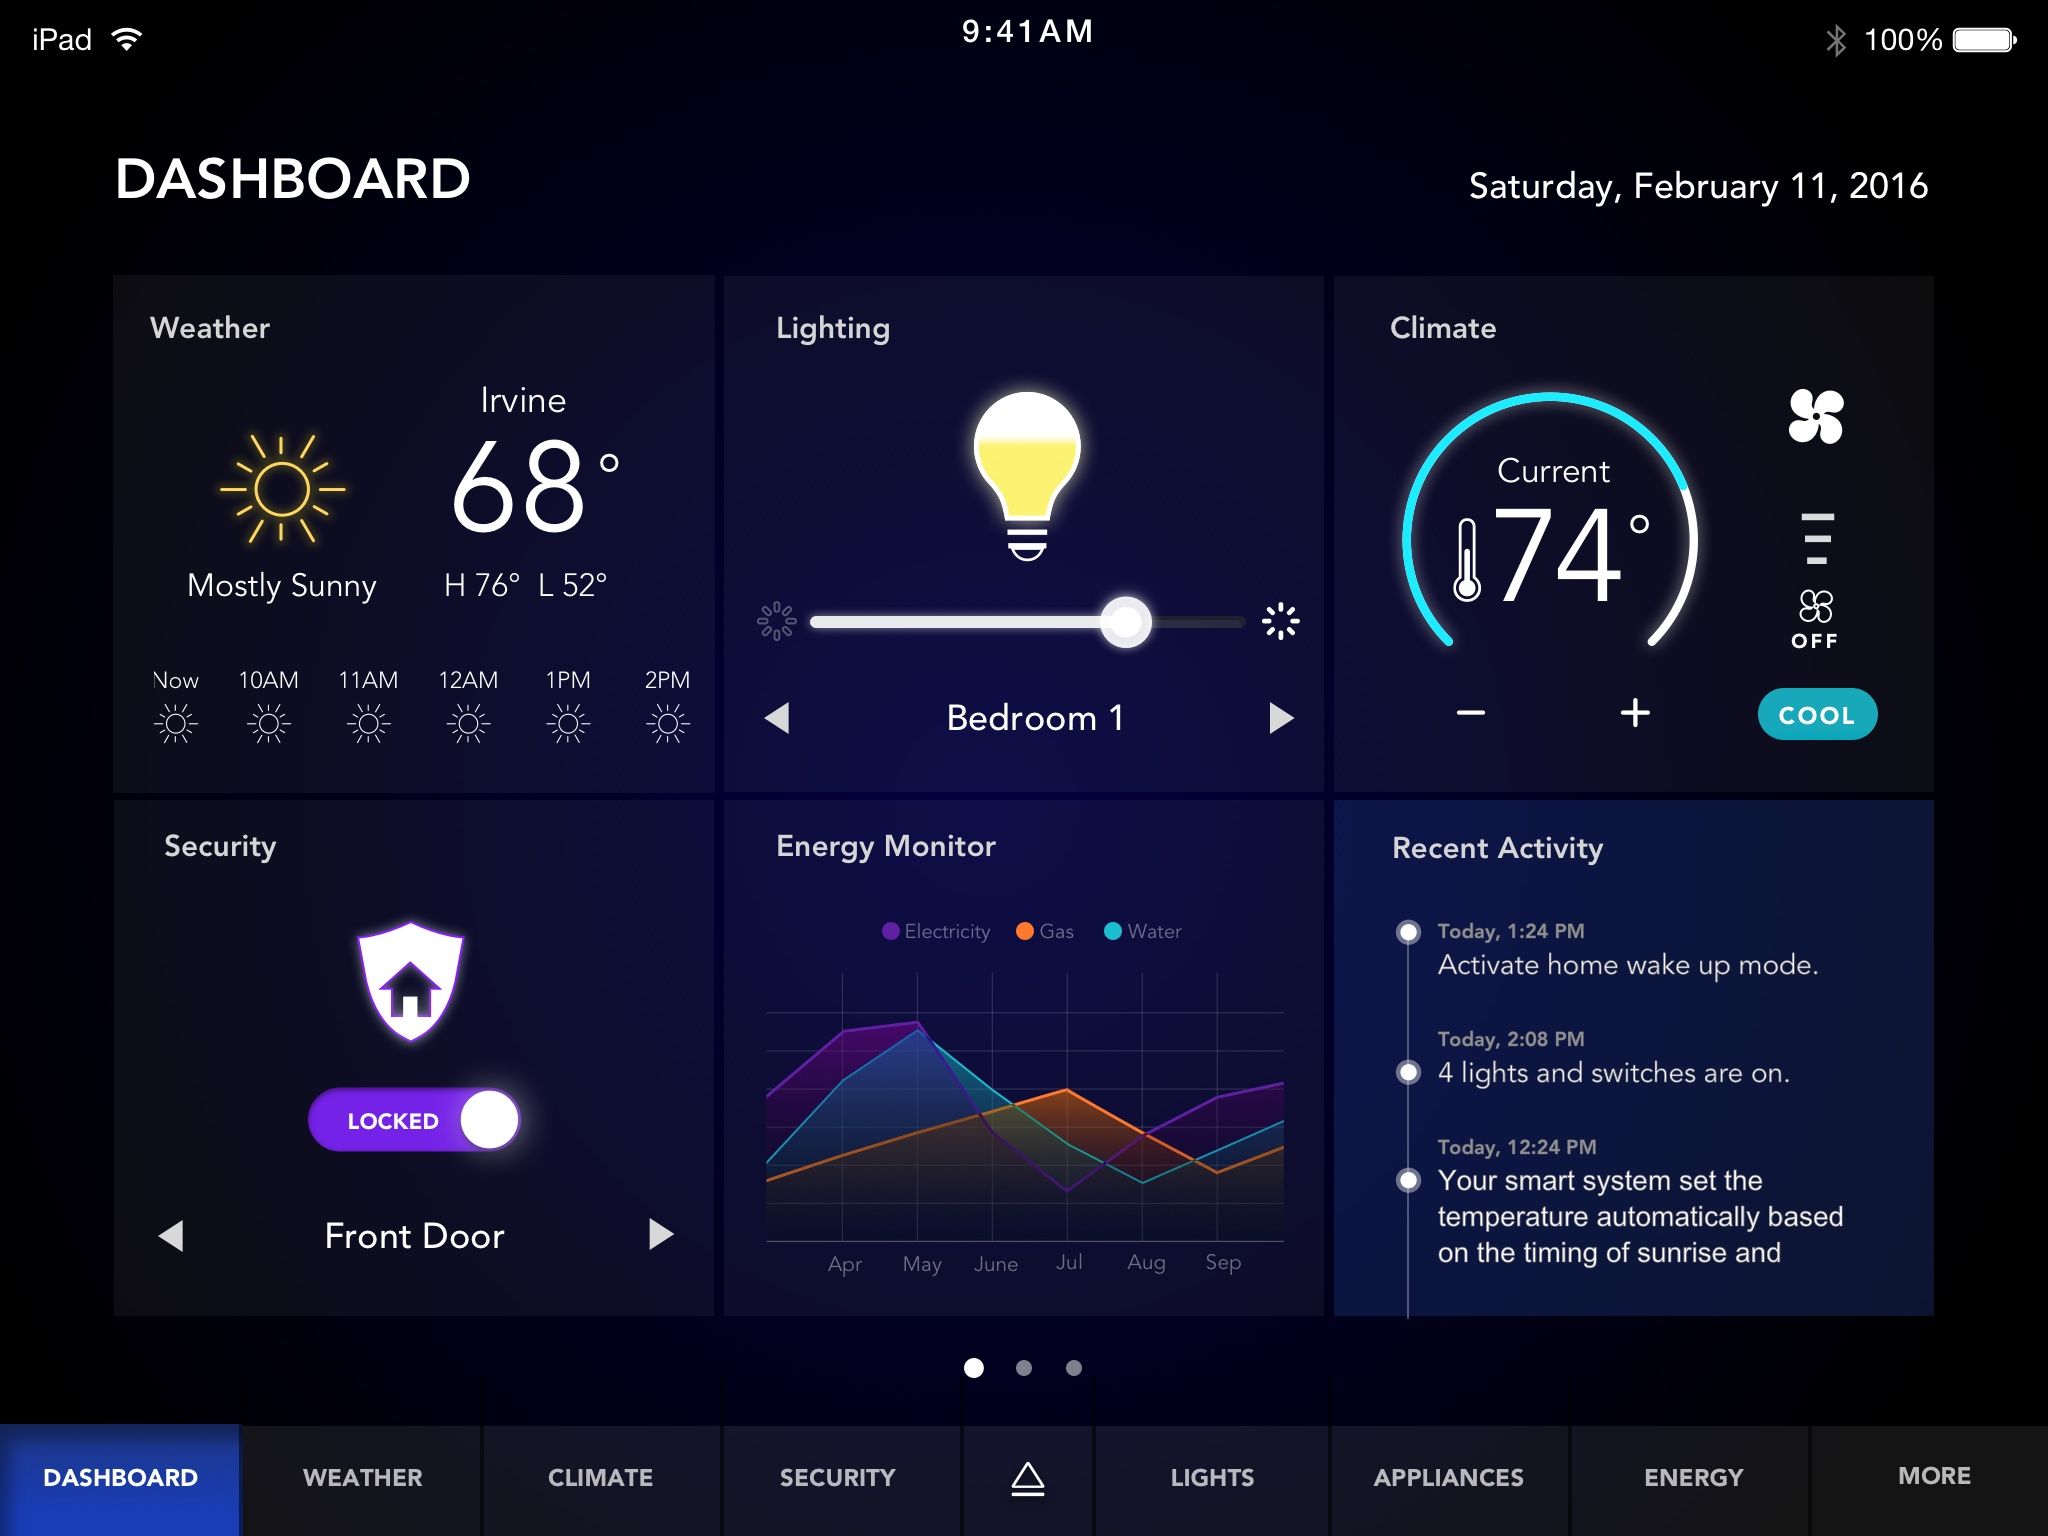 iPad
9:41AM
100%
DASHBOARD
Saturday, February 11, 2016
Weather
Irvine
68°
Mostly Sunny
H 76° L 52°
Now 10AM 11AM 12AM 1PM 2PM
Lighting
Bedroom 1
Climate
Current
74°
OFF
− +
COOL
Security
LOCKED
Front Door
Energy Monitor
Electricity Gas Water
Apr May June Jul Aug Sep
Recent Activity
Today, 1:24 PM
Activate home wake up mode.
Today, 2:08 PM
4 lights and switches are on.
Today, 12:24 PM
Your smart system set the
temperature automatically based
on the timing of sunrise and
DASHBOARD WEATHER CLIMATE SECURITY LIGHTS APPLIANCES ENERGY MORE